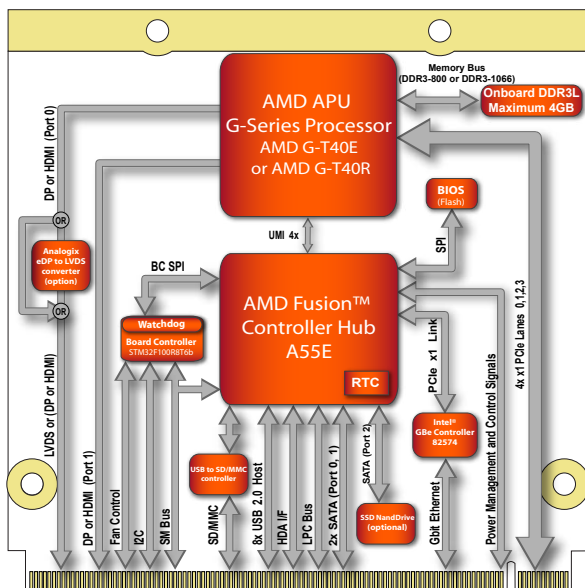 AMD APU
G-Series Processor
AMD G-T40E
or AMD G-T40R
Memory Bus
(DDR3-800 or DDR3-1066)
Onboard DDR3L
Maximum 4GB
DP or HDMI (Port 0)
OR
Analogix
eDP to LVDS
converter
(option)
OR
LVDS or (DP or HDMI)
DP or HDMI (Port 1)
UMI 4x
BIOS
(Flash)
SPI
BC SPI
Watchdog
Board Controller
STM32F100R8T6b
AMD Fusion™
Controller Hub
A55E
RTC
PCIe x1 Link
Intel®
GBe Controller
82574
Gbit Ethernet
Power Management and Control Signals
4x x1 PCIe Lanes 0,1,2,3
Fan Control
I2C
SM Bus
USB to SD/MMC
controller
SD/MMC
8x USB 2.0 Host
HDA I/F
LPC Bus
2x SATA (Port 0, 1)
SATA (Port 2)
SSD NandDrive
(optional)